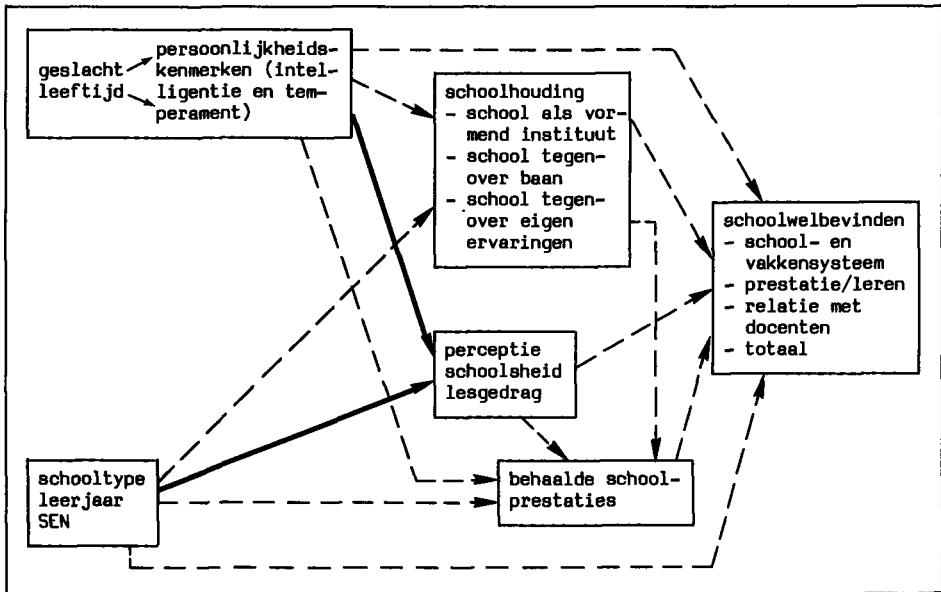 persoonlijkheids-
geslacht kenmerken (intel-
leeftijd ligentie en tem-
perament)
schoolhouding
- school als vor-
mend instituut
- school tegen-
over baan
- school tegen-
over eigen
ervaringen
schoolwelbevinden
- school- en
vakkensysteem
- prestatie/leren
- relatie met
docenten
- totaal
perceptie
schoolsheid
lesgedrag
schooltype
leerjaar
SEN
behaalde school-
prestaties